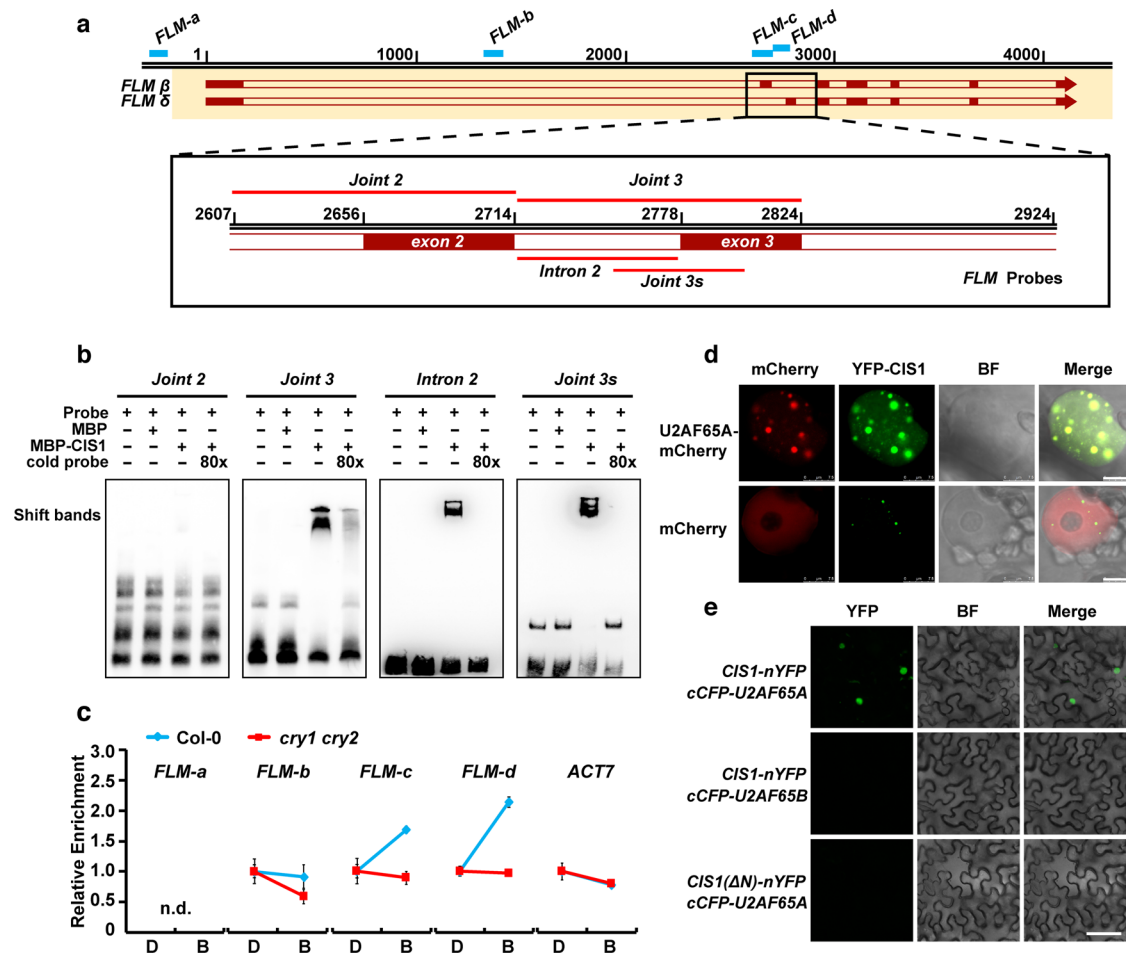 a
FLM-a
FLM-b
FLM-c
FLM-d
1 1000 2000 3000 4000
FLM β
FLM δ
Joint 2 Joint 3
2607 2656 2714 2778 2824 2924
exon 2 exon 3
Intron 2
Joint 3s
FLM Probes
b
Joint 2 Joint 3 Intron 2 Joint 3s
Probe + + + + + + + + + + + + + + + +
MBP − + − − − + − − − + − − − + − −
MBP-CIS1 − − + + − − + + − − + + − − + +
cold probe − − − 80x − − − 80x − − − 80x − − − 80x
Shift bands
c
Col-0 cry1 cry2
Relative Enrichment
3.0
2.5
2.0
1.5
1.0
0.5
0
FLM-a FLM-b FLM-c FLM-d ACT7
n.d.
D B D B D B D B D B
d
mCherry YFP-CIS1 BF Merge
U2AF65A-
mCherry
mCherry
e
YFP BF Merge
CIS1-nYFP
cCFP-U2AF65A
CIS1-nYFP
cCFP-U2AF65B
CIS1(ΔN)-nYFP
cCFP-U2AF65A